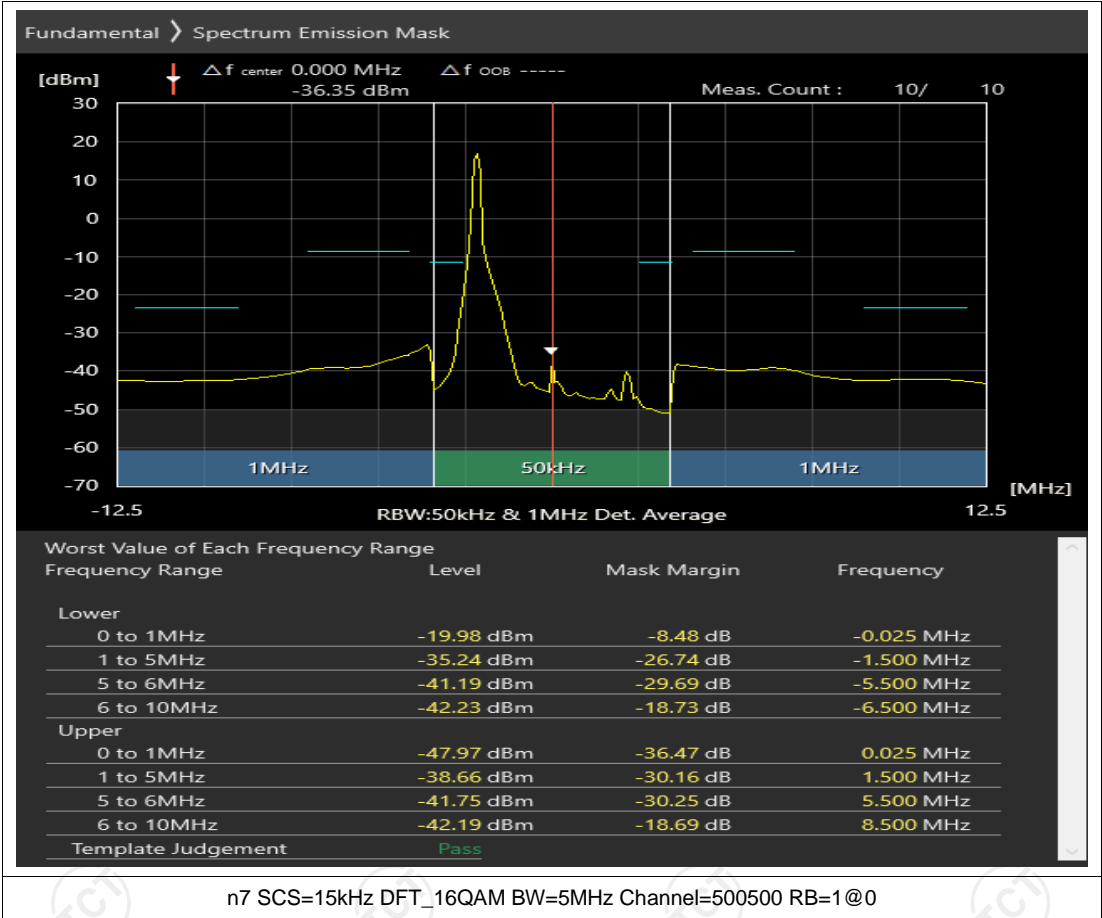 Fundamental 〉 Spectrum Emission Mask
[dBm] △f center 0.000 MHz △f OOB -----
-36.35 dBm Meas. Count : 10/ 10
30
20
10
0
-10
-20
-30
-40
-50
-60
1MHz 50kHz 1MHz
-70
[MHz]
-12.5 RBW:50kHz & 1MHz Det. Average 12.5
Worst Value of Each Frequency Range
Frequency Range Level Mask Margin Frequency
Lower
0 to 1MHz -19.98 dBm -8.48 dB -0.025 MHz
1 to 5MHz -35.24 dBm -26.74 dB -1.500 MHz
5 to 6MHz -41.19 dBm -29.69 dB -5.500 MHz
6 to 10MHz -42.23 dBm -18.73 dB -6.500 MHz
Upper
0 to 1MHz -47.97 dBm -36.47 dB 0.025 MHz
1 to 5MHz -38.66 dBm -30.16 dB 1.500 MHz
5 to 6MHz -41.75 dBm -30.25 dB 5.500 MHz
6 to 10MHz -42.19 dBm -18.69 dB 8.500 MHz
Template Judgement Pass
n7 SCS=15kHz DFT_16QAM BW=5MHz Channel=500500 RB=1@0
TCT TCT TCT